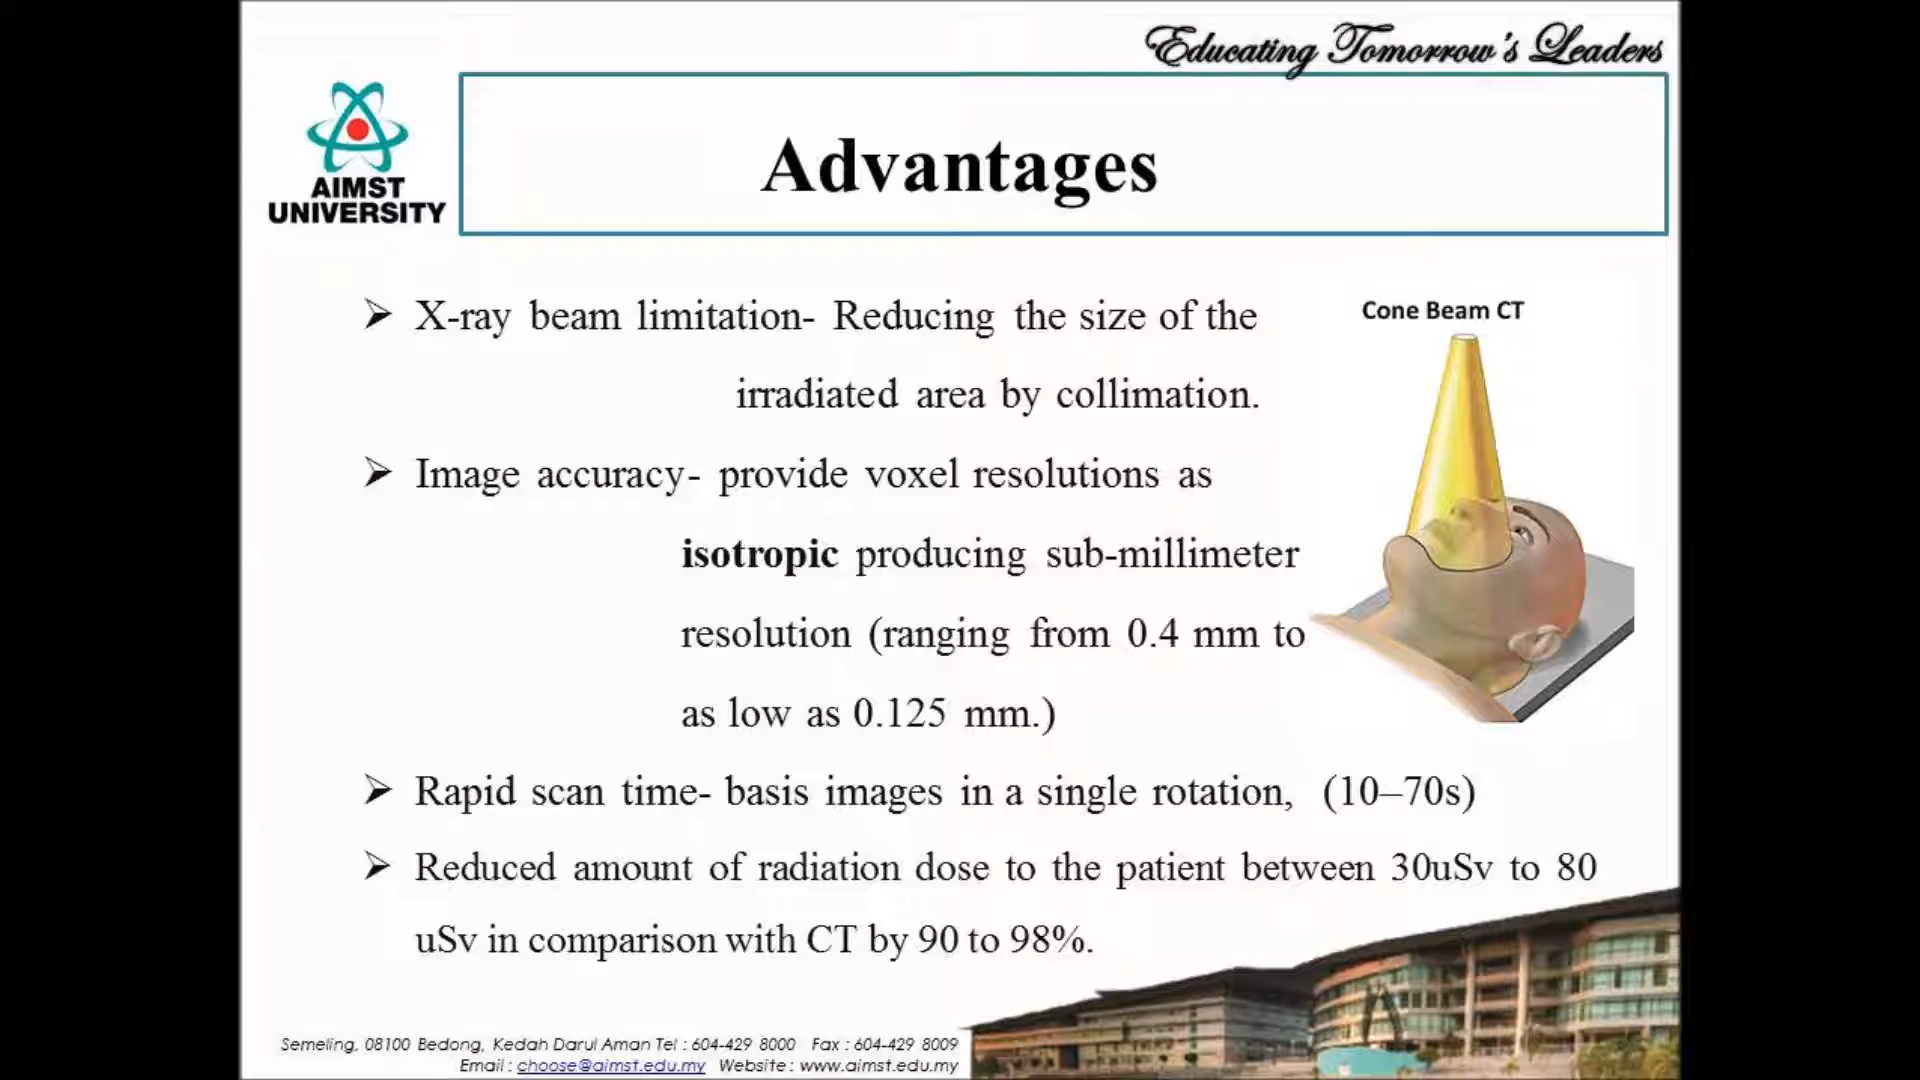 Educating Tomorrow's Leaders
AIMST
UNIVERSITY
Advantages
X-ray beam limitation- Reducing the size of the
irradiated area by collimation.
Image accuracy- provide voxel resolutions as
isotropic producing sub-millimeter
resolution (ranging from 0.4 mm to
as low as 0.125 mm.)
Cone Beam CT
Rapid scan time- basis images in a single rotation, (10–70s)
Reduced amount of radiation dose to the patient between 30uSv to 80
uSv in comparison with CT by 90 to 98%.
Semeling, 08100 Bedong, Kedah Darul Aman Tel : 604-429 8000 Fax : 604-429 8009
Email : choose@aimst.edu.my Website : www.aimst.edu.my